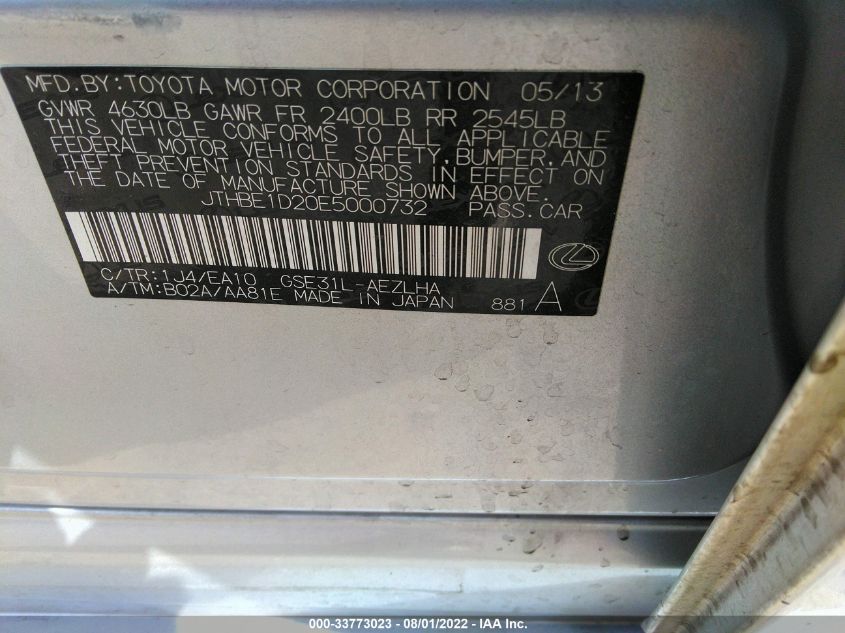 MFD.BY:TOYOTA MOTOR CORPORATION 05/13
GVWR 4630LB GAWR FR 2400LB RR 2545LB
THIS VEHICLE CONFORMS TO ALL APPLICABLE
FEDERAL MOTOR VEHICLE SAFETY,BUMPER,AND
THEFT PREVENTION STANDARDS IN EFFECT ON
THE DATE OF MANUFACTURE SHOWN ABOVE.
JTHBE1D20E5000732 PASS.CAR
C/TR:1J4/EA10 GSE31L-AEZLHA
A/TM:B02A/AA81E MADE IN JAPAN 881 A
000-33773023 - 08/01/2022 - IAA Inc.